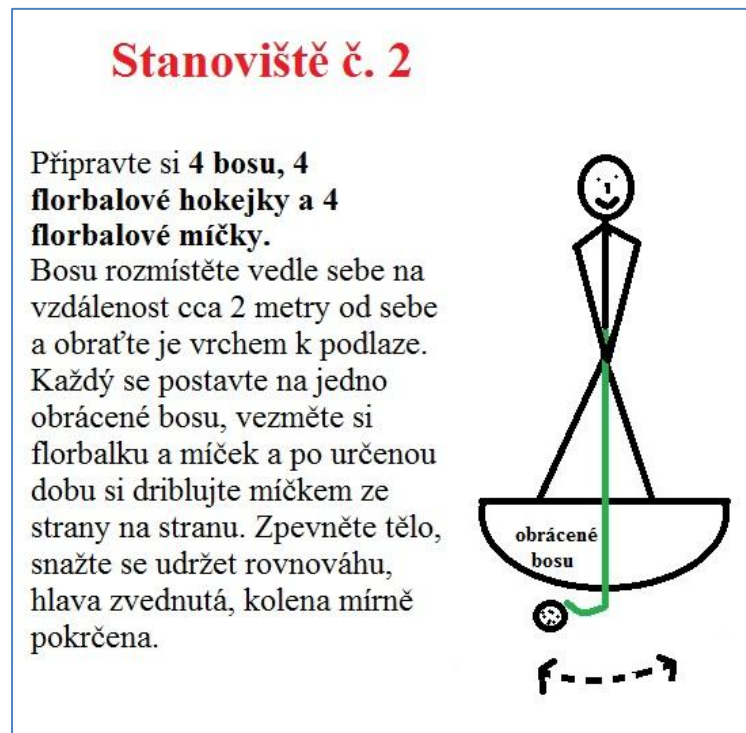 Stanoviště č. 2
Připravte si 4 bosu, 4
florbalové hokejky a 4
florbalové míčky.
Bosu rozmístěte vedle sebe na
vzdálenost cca 2 metry od sebe
a obraťte je vrchem k podlaze.
Každý se postavte na jedno
obrácené bosu, vezměte si
florbalku a míček a po určenou
dobu si driblujte míčkem ze
strany na stranu. Zpevněte tělo,
snažte se udržet rovnováhu,
hlava zvednutá, kolena mírně
pokrčena.
obrácené
bosu